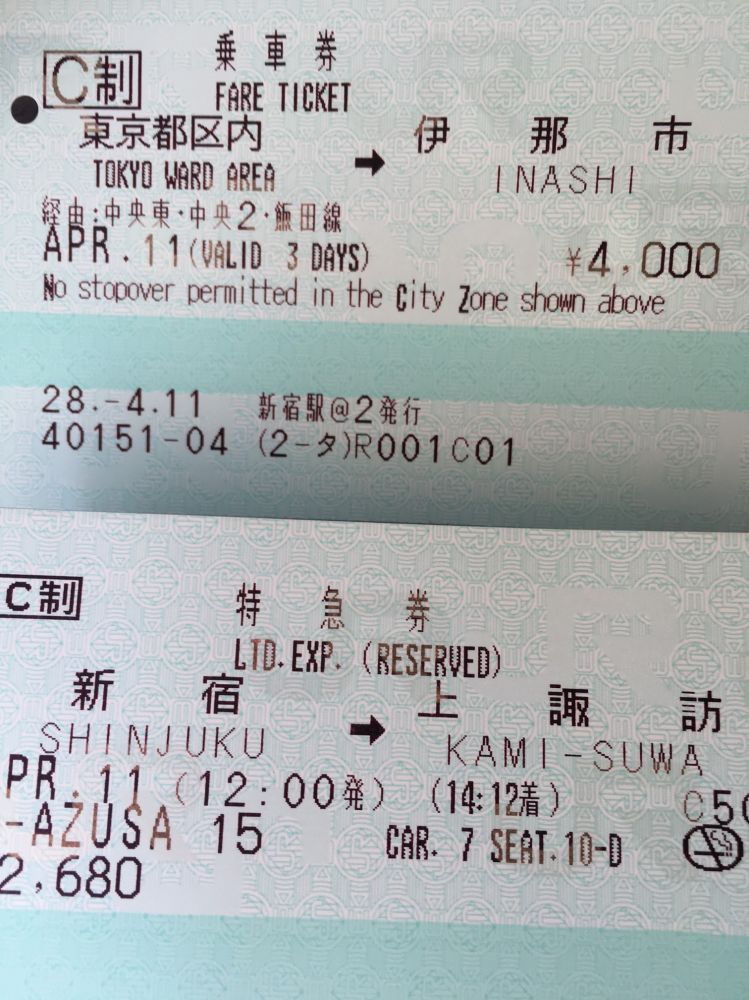 C制 乗車券
FARE TICKET
東京都区内 → 伊那市
TOKYO WARD AREA INASHI
経由:中央東・中央2・飯田線
APR.11(VALID 3 DAYS) ¥4,000
No stopover permitted in the City Zone shown above
28.-4.11 新宿駅@2発行
40151-04 (2-タ)R001C01
C制 特急券
LTD.EXP.(RESERVED)
新宿 → 上諏訪
SHINJUKU KAMI-SUWA
PR.11 (12:00発) (14:12着) C50
-AZUSA 15 CAR. 7 SEAT.10-D
2,680